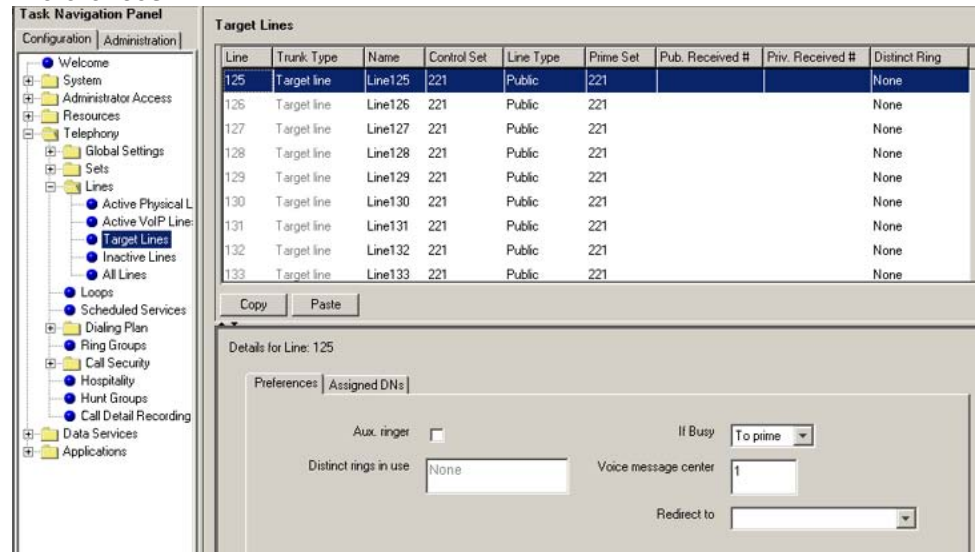 Task Navigation Panel
Configuration Administration
Welcome
System
Administrator Access
Resources
Telephony
Global Settings
Sets
Lines
Active Physical L
Active VoIP Line
Target Lines
Inactive Lines
All Lines
Loops
Scheduled Services
Dialing Plan
Ring Groups
Call Security
Hospitality
Hunt Groups
Call Detail Recording
Data Services
Applications
Target Lines
Line Trunk Type Name Control Set Line Type Prime Set Pub. Received # Priv. Received # Distinct Ring
125 Target line Line125 221 Public 221 None
126 Target line Line126 221 Public 221 None
127 Target line Line127 221 Public 221 None
128 Target line Line128 221 Public 221 None
129 Target line Line129 221 Public 221 None
130 Target line Line130 221 Public 221 None
131 Target line Line131 221 Public 221 None
132 Target line Line132 221 Public 221 None
133 Target line Line133 221 Public 221 None
Copy Paste
Details for Line: 125
Preferences Assigned DNs
Aux. ringer If Busy To prime
Distinct rings in use None Voice message center 1
Redirect to